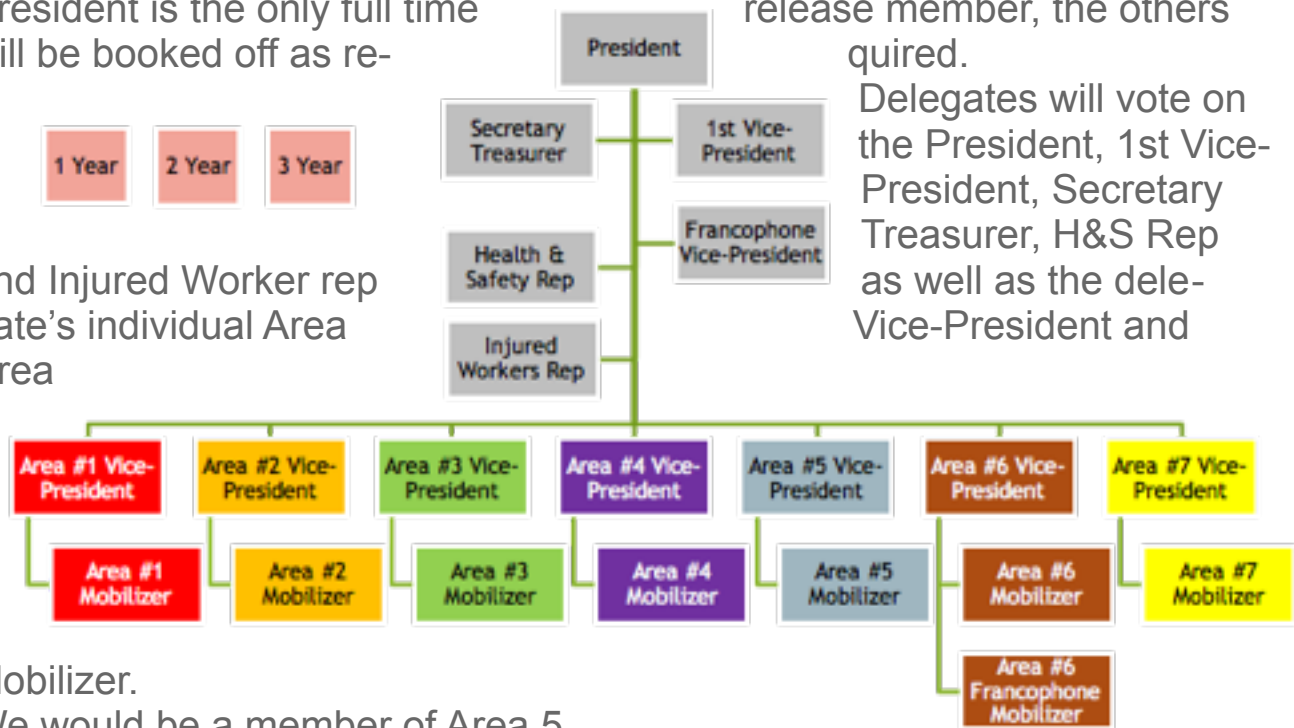 resident is the only full time release member, the others
ill be booked off as re-quired.
Delegates will vote on
the President, 1st Vice-
President, Secretary
Treasurer, H&S Rep
nd Injured Worker rep as well as the dele-
ate's individual Area Vice-President and
rea
obilizer.
e would be a member of Area 5
1 Year
2 Year
3 Year
President
Secretary
Treasurer
1st Vice-
President
Francophone
Vice-President
Health &
Safety Rep
Injured
Workers Rep
Area #1 Vice-
President
Area #2 Vice-
President
Area #3 Vice-
President
Area #4 Vice-
President
Area #5 Vice-
President
Area #6 Vice-
President
Area #7 Vice-
President
Area #1
Mobilizer
Area #2
Mobilizer
Area #3
Mobilizer
Area #4
Mobilizer
Area #5
Mobilizer
Area #6
Mobilizer
Area #7
Mobilizer
Area #6
Francophone
Mobilizer